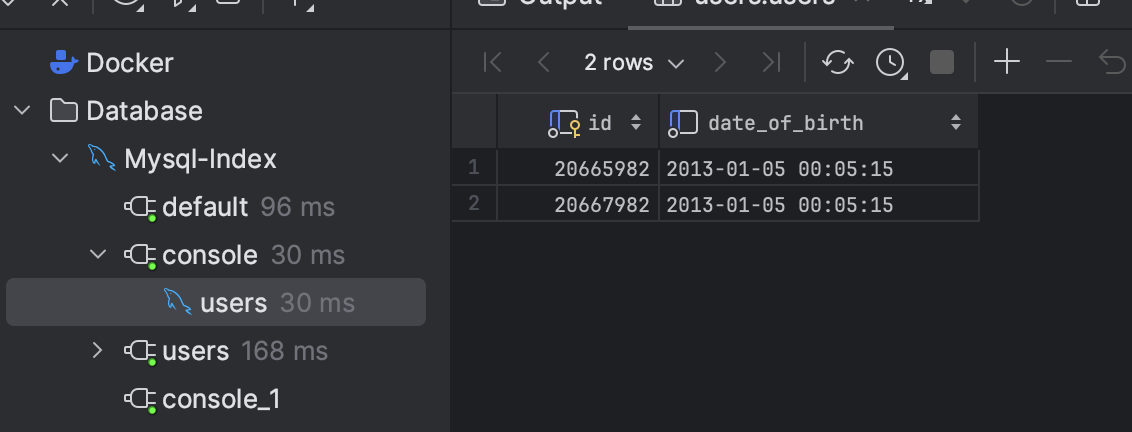 Output users.users
Docker
Database
Mysql-Index
default 96 ms
console 30 ms
users 30 ms
users 168 ms
console_1
2 rows
id date_of_birth
1 20665982 2013-01-05 00:05:15
2 20667982 2013-01-05 00:05:15